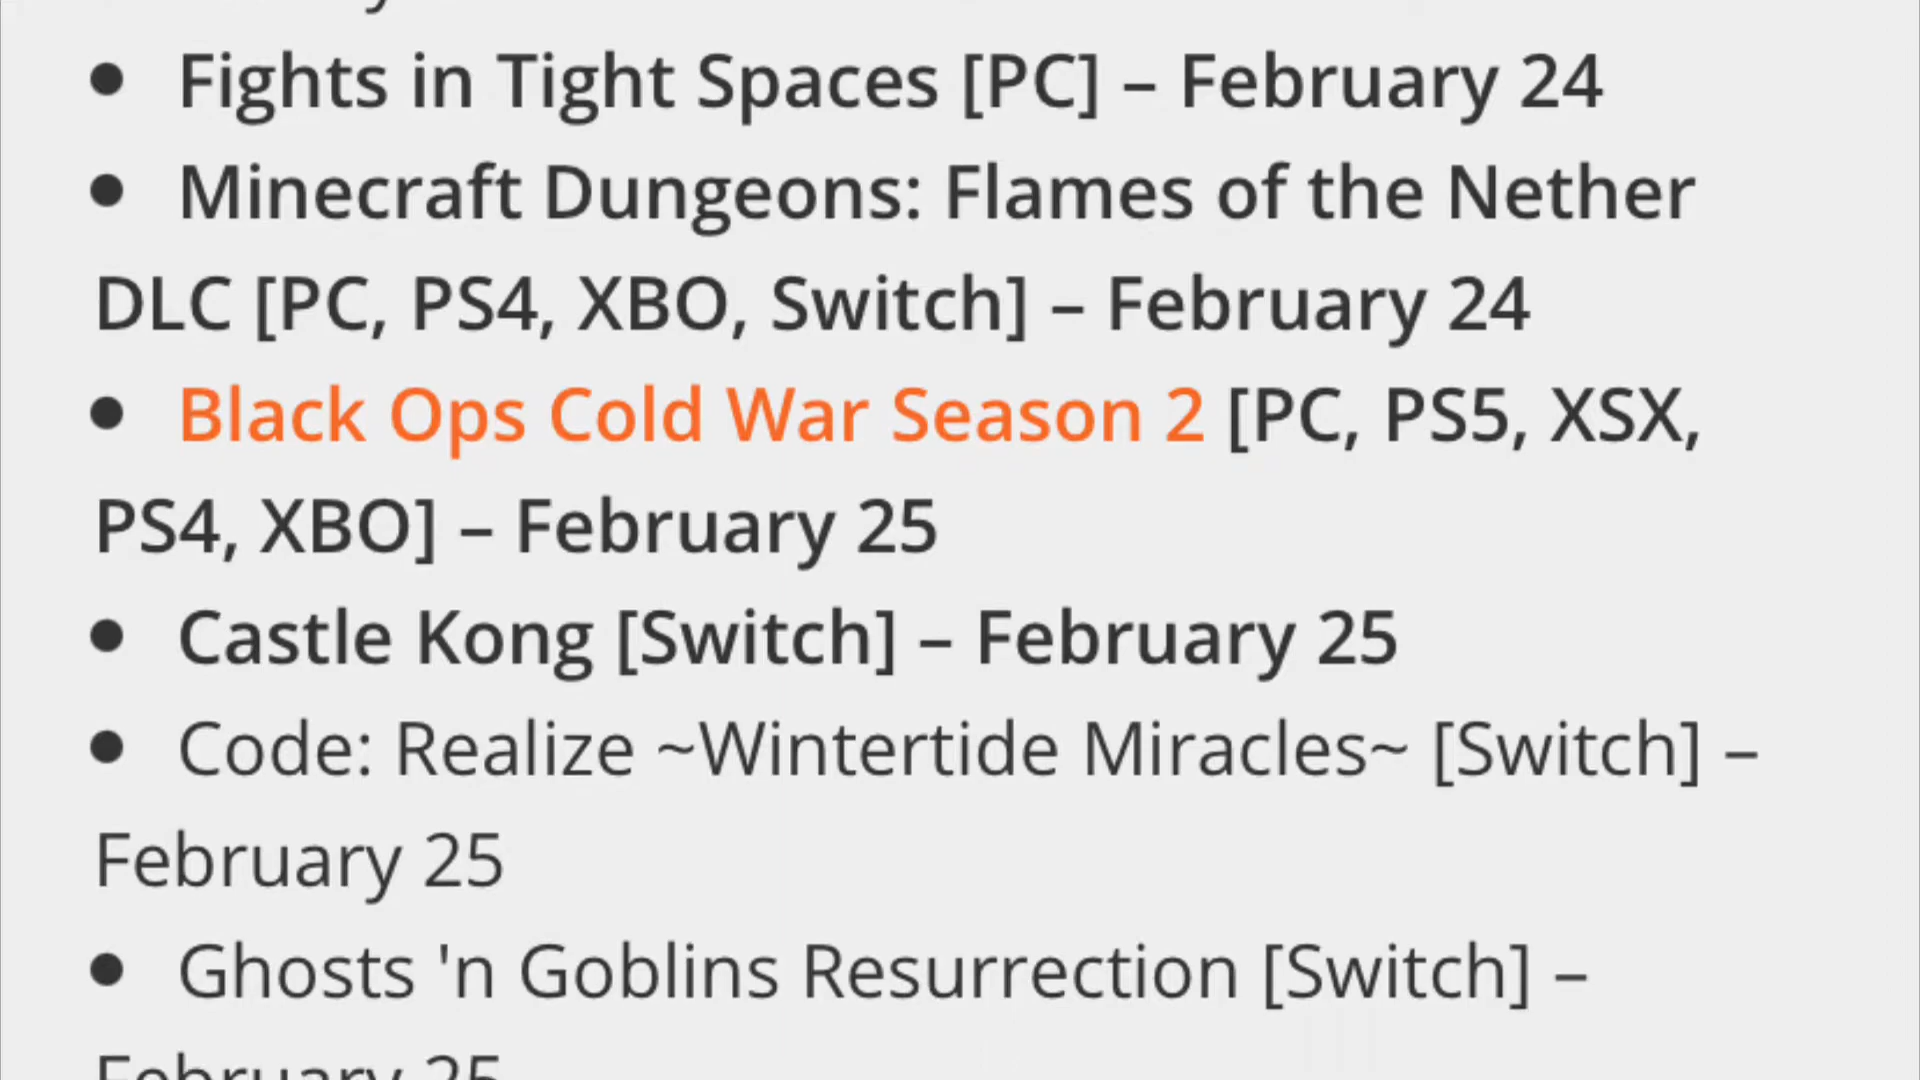 • Fights in Tight Spaces [PC] – February 24
• Minecraft Dungeons: Flames of the Nether
DLC [PC, PS4, XBO, Switch] – February 24
• Black Ops Cold War Season 2 [PC, PS5, XSX,
PS4, XBO] – February 25
• Castle Kong [Switch] – February 25
• Code: Realize ~Wintertide Miracles~ [Switch] –
February 25
• Ghosts 'n Goblins Resurrection [Switch] –
February 25